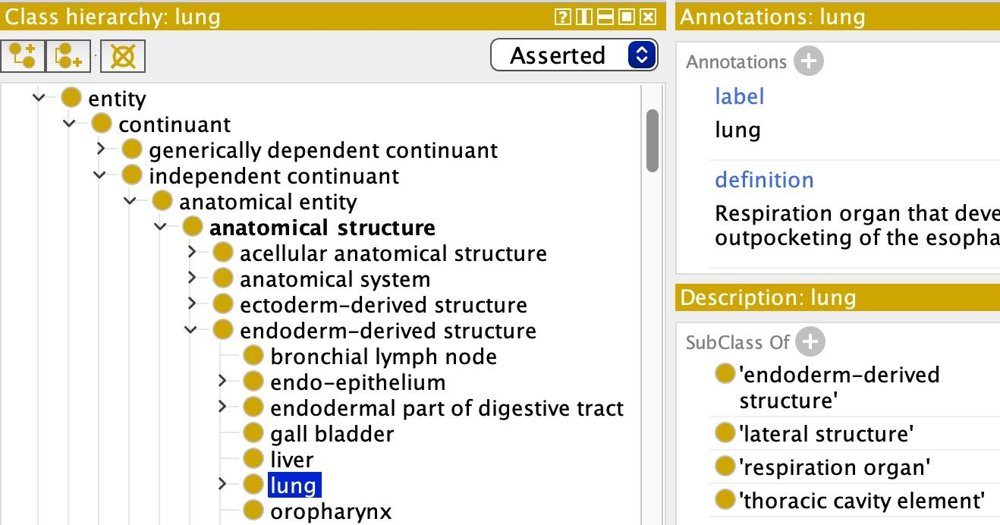 Class hierarchy: lung
Asserted
entity
continuant
generically dependent continuant
independent continuant
anatomical entity
anatomical structure
acellular anatomical structure
anatomical system
ectoderm-derived structure
endoderm-derived structure
bronchial lymph node
endo-epithelium
endodermal part of digestive tract
gall bladder
liver
lung
oropharynx
Annotations: lung
Annotations
label
lung
definition
Respiration organ that deve
outpocketing of the esopha
Description: lung
SubClass Of
'endoderm-derived
structure'
'lateral structure'
'respiration organ'
'thoracic cavity element'